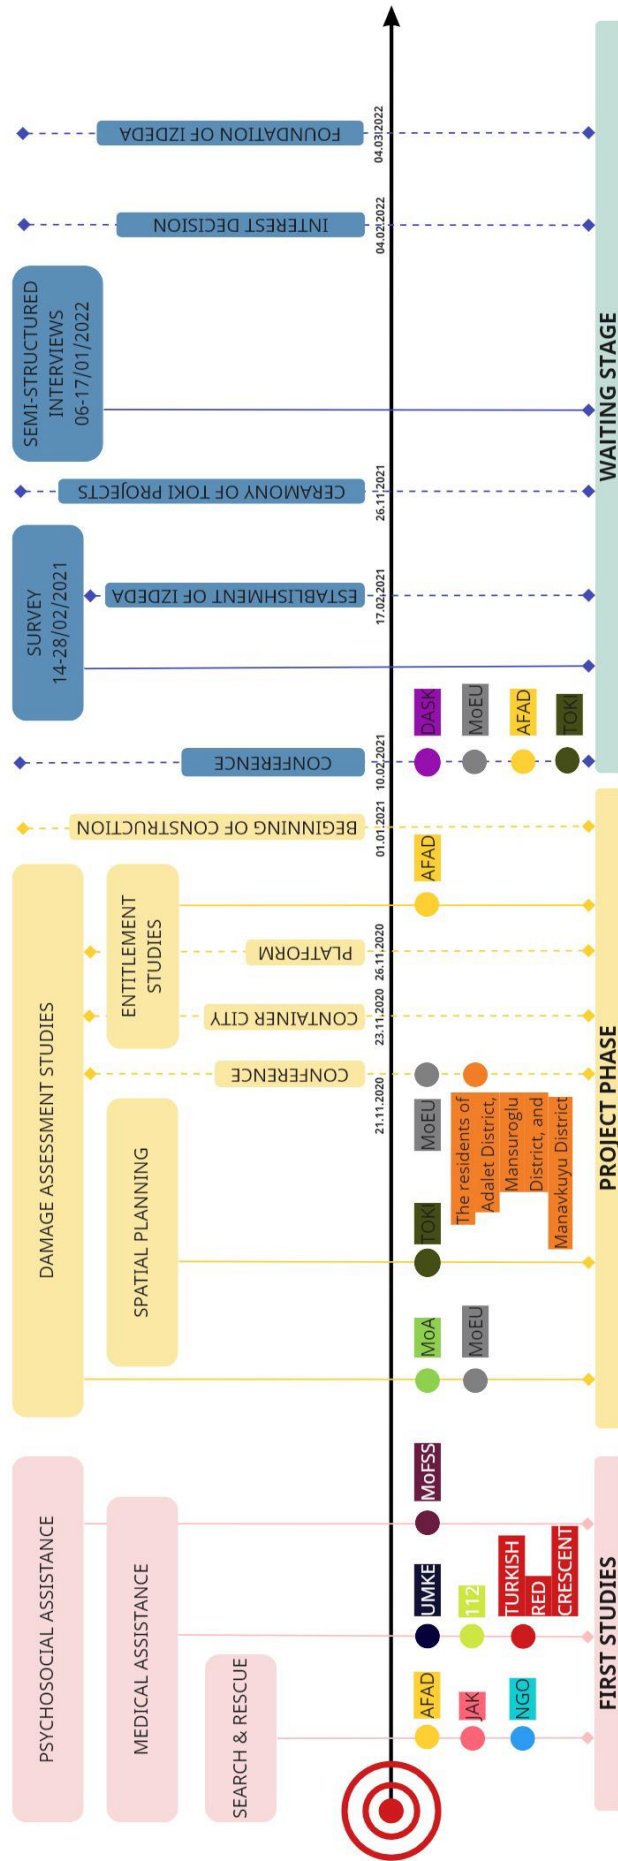 PSYCHOSOCIAL ASSISTANCE
MEDICAL ASSISTANCE
SEARCH & RESCUE
AFAD
JAK
NGO
UMKE
112
TURKISH
RED
CRESCENT
MoFSS
FIRST STUDIES
DAMAGE ASSESSMENT STUDIES
SPATIAL PLANNING
ENTITLEMENT
STUDIES
CONFERENCE
21.11.2020
CONTAINER CITY
23.11.2020
PLATFORM
26.11.2020
BEGINNING OF CONSTRUCTION
01.01.2021
MoA
MoEU
TOKI
MoEU
The residents of
Adalet District,
Mansuroglu
District, and
Manavkuyu District
AFAD
PROJECT PHASE
CONFERENCE
10.02.2021
DASK
MoEU
AFAD
TOKI
SURVEY
14-28/02/2021
ESTABLISHMENT OF IZDEDA
17.02.2021
CEREMONY OF TOKI PROJECTS
26.11.2021
SEMI-STRUCTURED
INTERVIEWS
06-17/01/2022
INTEREST DECISION
04.02.2022
FOUNDATION OF IZDEDA
04.03.2022
WAITING STAGE